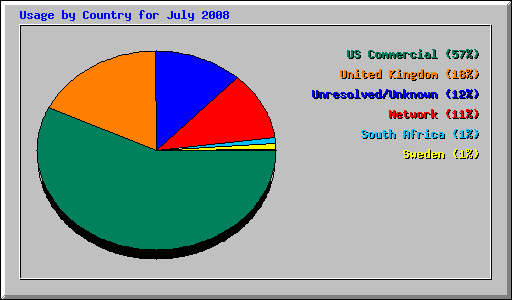 Usage by Country for July 2008
US Commercial (57%)
United Kingdom (18%)
Unresolved/Unknown (12%)
Network (11%)
South Africa (1%)
Sweden (1%)